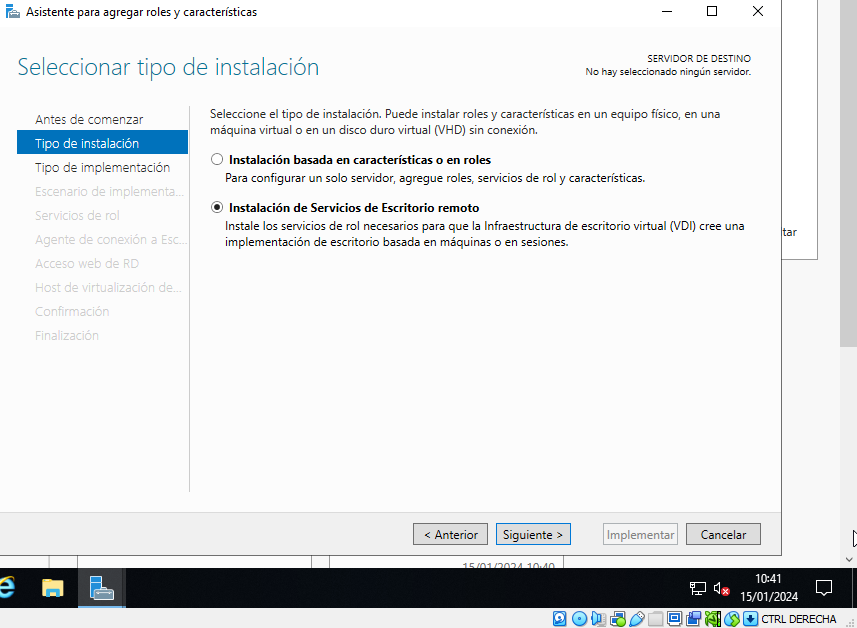 Asistente para agregar roles y características
Seleccionar tipo de instalación
SERVIDOR DE DESTINO
No hay seleccionado ningún servidor.
Antes de comenzar
Tipo de instalación
Tipo de implementación
Escenario de implementa...
Servicios de rol
Agente de conexión a Esc...
Acceso web de RD
Host de virtualización de...
Confirmación
Finalización
Seleccione el tipo de instalación. Puede instalar roles y características en un equipo físico, en una
máquina virtual o en un disco duro virtual (VHD) sin conexión.
Instalación basada en características o en roles
Para configurar un solo servidor, agregue roles, servicios de rol y características.
Instalación de Servicios de Escritorio remoto
Instale los servicios de rol necesarios para que la Infraestructura de escritorio virtual (VDI) cree una
implementación de escritorio basada en máquinas o en sesiones.
tar
< Anterior
Siguiente >
Implementar
Cancelar
15/01/2024 10:40
10:41
15/01/2024
CTRL DERECHA